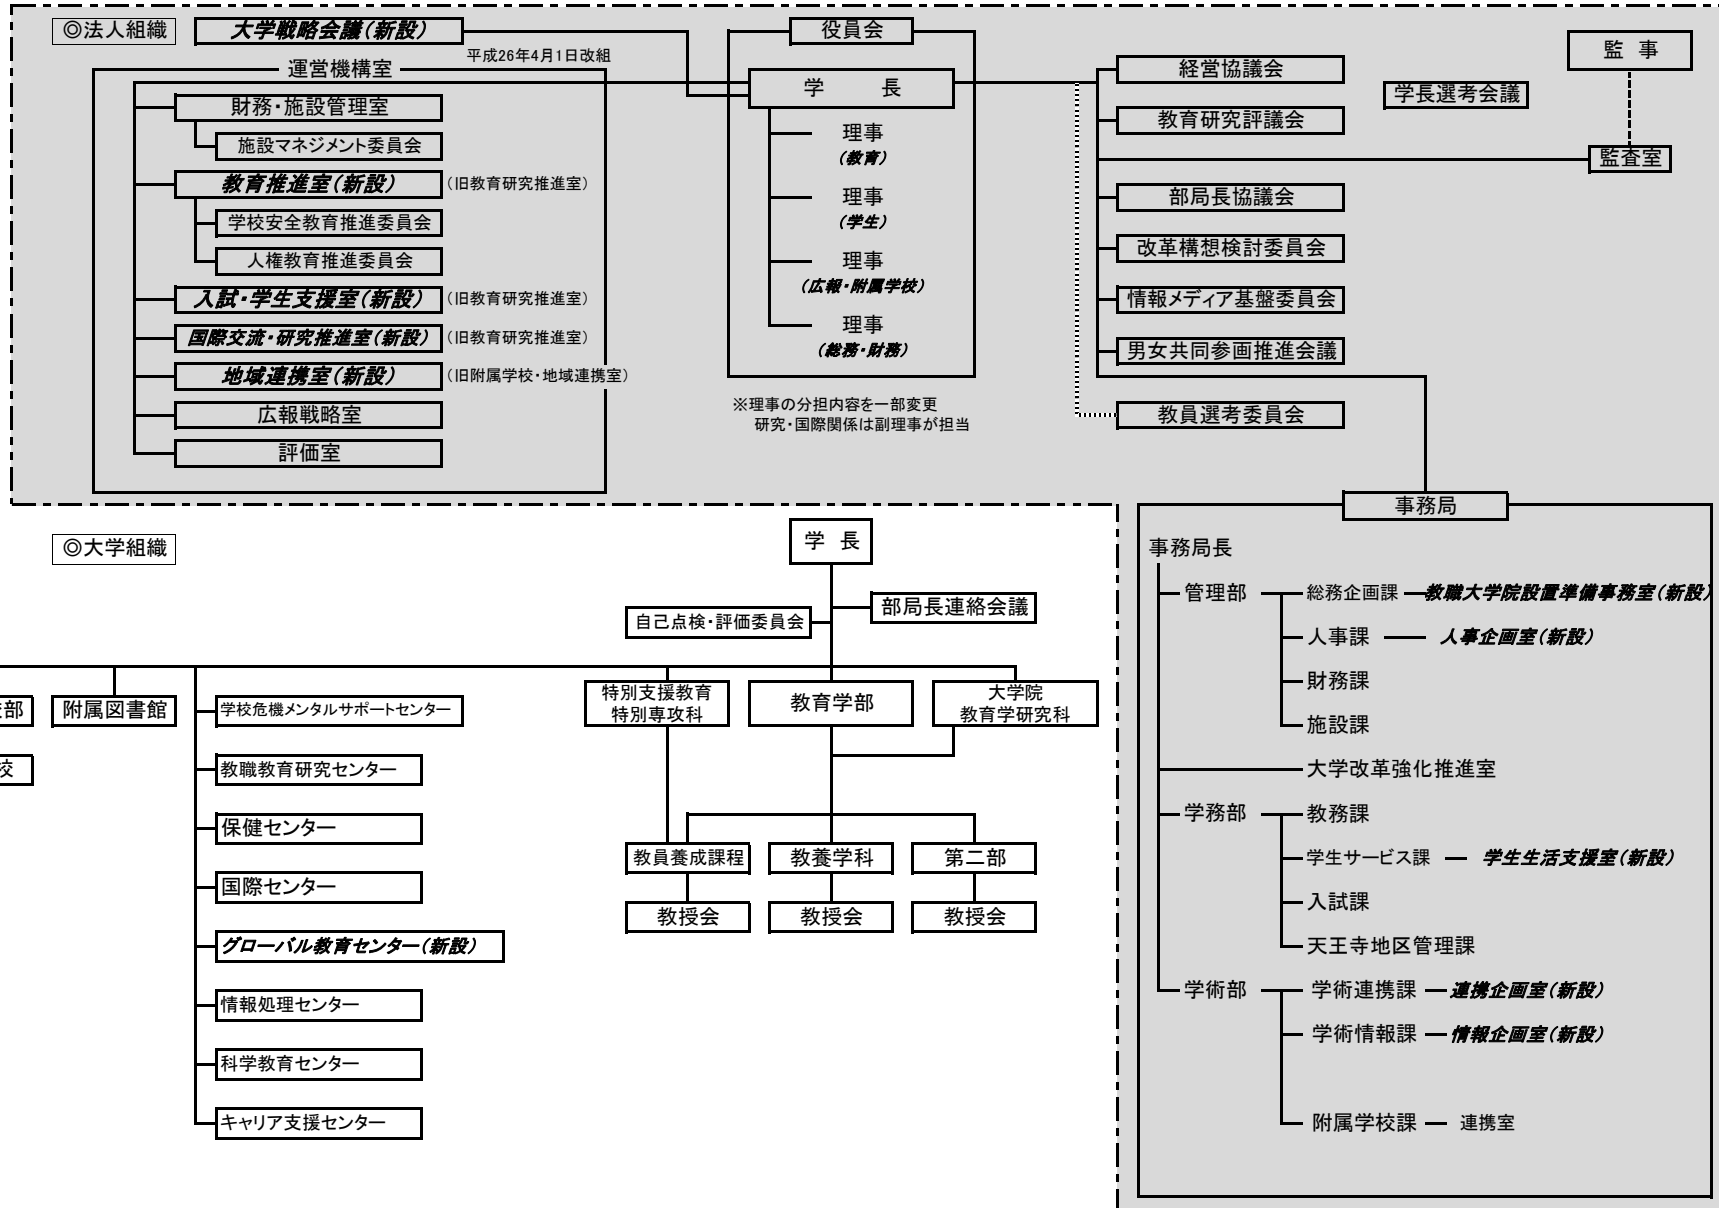 ◎法人組織
大学戦略会議（新設）
平成26年4月1日改組
運営機構室
財務・施設管理室
施設マネジメント委員会
教育推進室（新設）
（旧教育研究推進室）
学校安全教育推進委員会
人権教育推進委員会
入試・学生支援室（新設）
（旧教育研究推進室）
国際交流・研究推進室（新設）
（旧教育研究推進室）
地域連携室（新設）
（旧附属学校・地域連携室）
広報戦略室
評価室
役員会
学　長
理事
（教育）
理事
（学生）
理事
（広報・附属学校）
理事
（総務・財務）
※理事の分担内容を一部変更
研究・国際関係は副理事が担当
経営協議会
教育研究評議会
部局長協議会
改革構想検討委員会
情報メディア基盤委員会
男女共同参画推進会議
教員選考委員会
学長選考会議
監　事
監査室
事務局
事務局長
管理部
総務企画課
教職大学院設置準備事務室（新設）
人事課
人事企画室（新設）
財務課
施設課
大学改革強化推進室
学務部
教務課
学生サービス課
学生生活支援室（新設）
入試課
天王寺地区管理課
学術部
学術連携課
連携企画室（新設）
学術情報課
情報企画室（新設）
附属学校課
連携室
◎大学組織
学　長
部局長連絡会議
自己点検・評価委員会
部
校
附属図書館
学校危機メンタルサポートセンター
教職教育研究センター
保健センター
国際センター
グローバル教育センター（新設）
情報処理センター
科学教育センター
キャリア支援センター
特別支援教育
特別専攻科
教育学部
大学院
教育学研究科
教員養成課程
教養学科
第二部
教授会
教授会
教授会